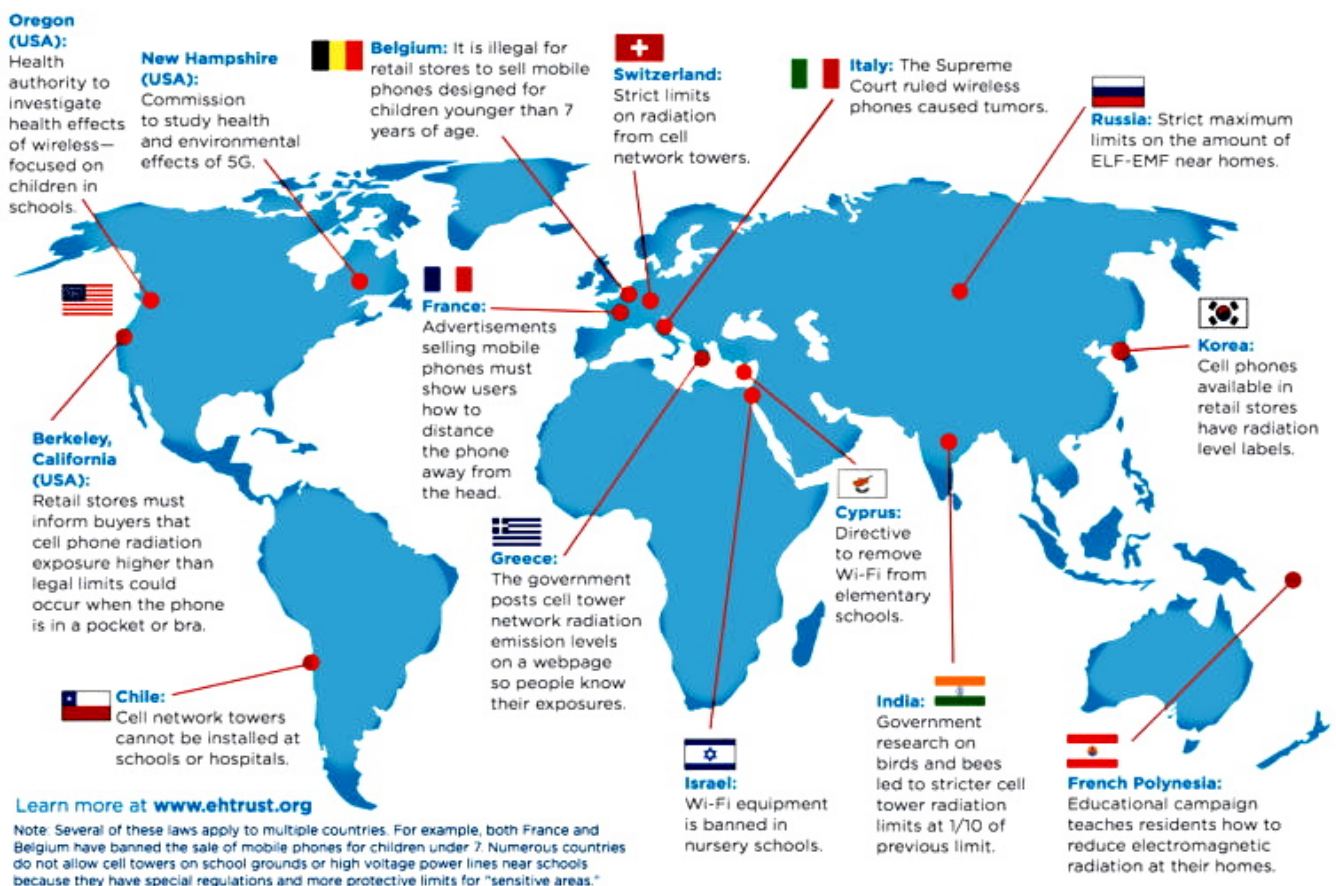 Oregon
(USA):
Health
authority to
investigate
health effects
of wireless—
focused on
children in
schools.
New Hampshire
(USA):
Commission
to study health
and environmental
effects of 5G.
Belgium: It is illegal for
retail stores to sell mobile
phones designed for
children younger than 7
years of age.
Switzerland:
Strict limits
on radiation
from cell
network towers.
Italy: The Supreme
Court ruled wireless
phones caused tumors.
Russia: Strict maximum
limits on the amount of
ELF-EMF near homes.
France:
Advertisements
selling mobile
phones must
show users
how to
distance
the phone
away from
the head.
Korea:
Cell phones
available in
retail stores
have radiation
level labels.
Berkeley,
California
(USA):
Retail stores must
inform buyers that
cell phone radiation
exposure higher than
legal limits could
occur when the phone
is in a pocket or bra.
Greece:
The government
posts cell tower
network radiation
emission levels
on a webpage
so people know
their exposures.
Cyprus:
Directive
to remove
Wi-Fi from
elementary
schools.
Chile:
Cell network towers
cannot be installed at
schools or hospitals.
Israel:
Wi-Fi equipment
is banned in
nursery schools.
India:
Government
research on
birds and bees
led to stricter cell
tower radiation
limits at 1/10 of
previous limit.
French Polynesia:
Educational campaign
teaches residents how to
reduce electromagnetic
radiation at their homes.
Learn more at www.ehtrust.org
Note: Several of these laws apply to multiple countries. For example, both France and
Belgium have banned the sale of mobile phones for children under 7. Numerous countries
do not allow cell towers on school grounds or high voltage power lines near schools
because they have special regulations and more protective limits for "sensitive areas."